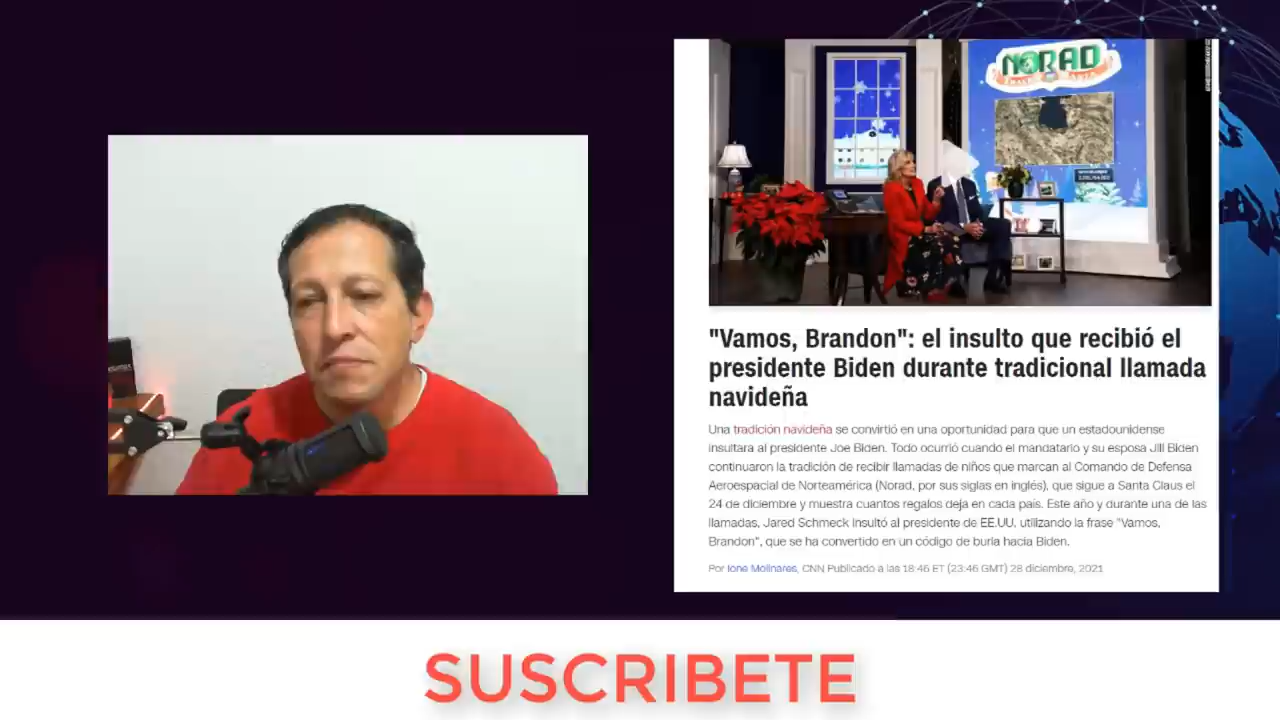 NORAD
"Vamos, Brandon": el insulto que recibió el
presidente Biden durante tradicional llamada
navideña
Una tradición navideña se convirtió en una oportunidad para que un estadounidense
insultara al presidente Joe Biden. Todo ocurrió cuando el mandatario y su esposa Jill Biden
continuaron la tradición de recibir llamadas de niños que marcan al Comando de Defensa
Aeroespacial de Norteamérica (Norad, por sus siglas en inglés), que sigue a Santa Claus el
24 de diciembre y muestra cuantos regalos deja en cada país. Este año y durante una de las
llamadas, Jared Schmeck insultó al presidente de EE.UU. utilizando la frase "Vamos,
Brandon", que se ha convertido en un código de burla hacia Biden.
Por Ione Molinares, CNN Publicado a las 18:46 ET (23:46 GMT) 28 diciembre, 2021
SUSCRIBETE